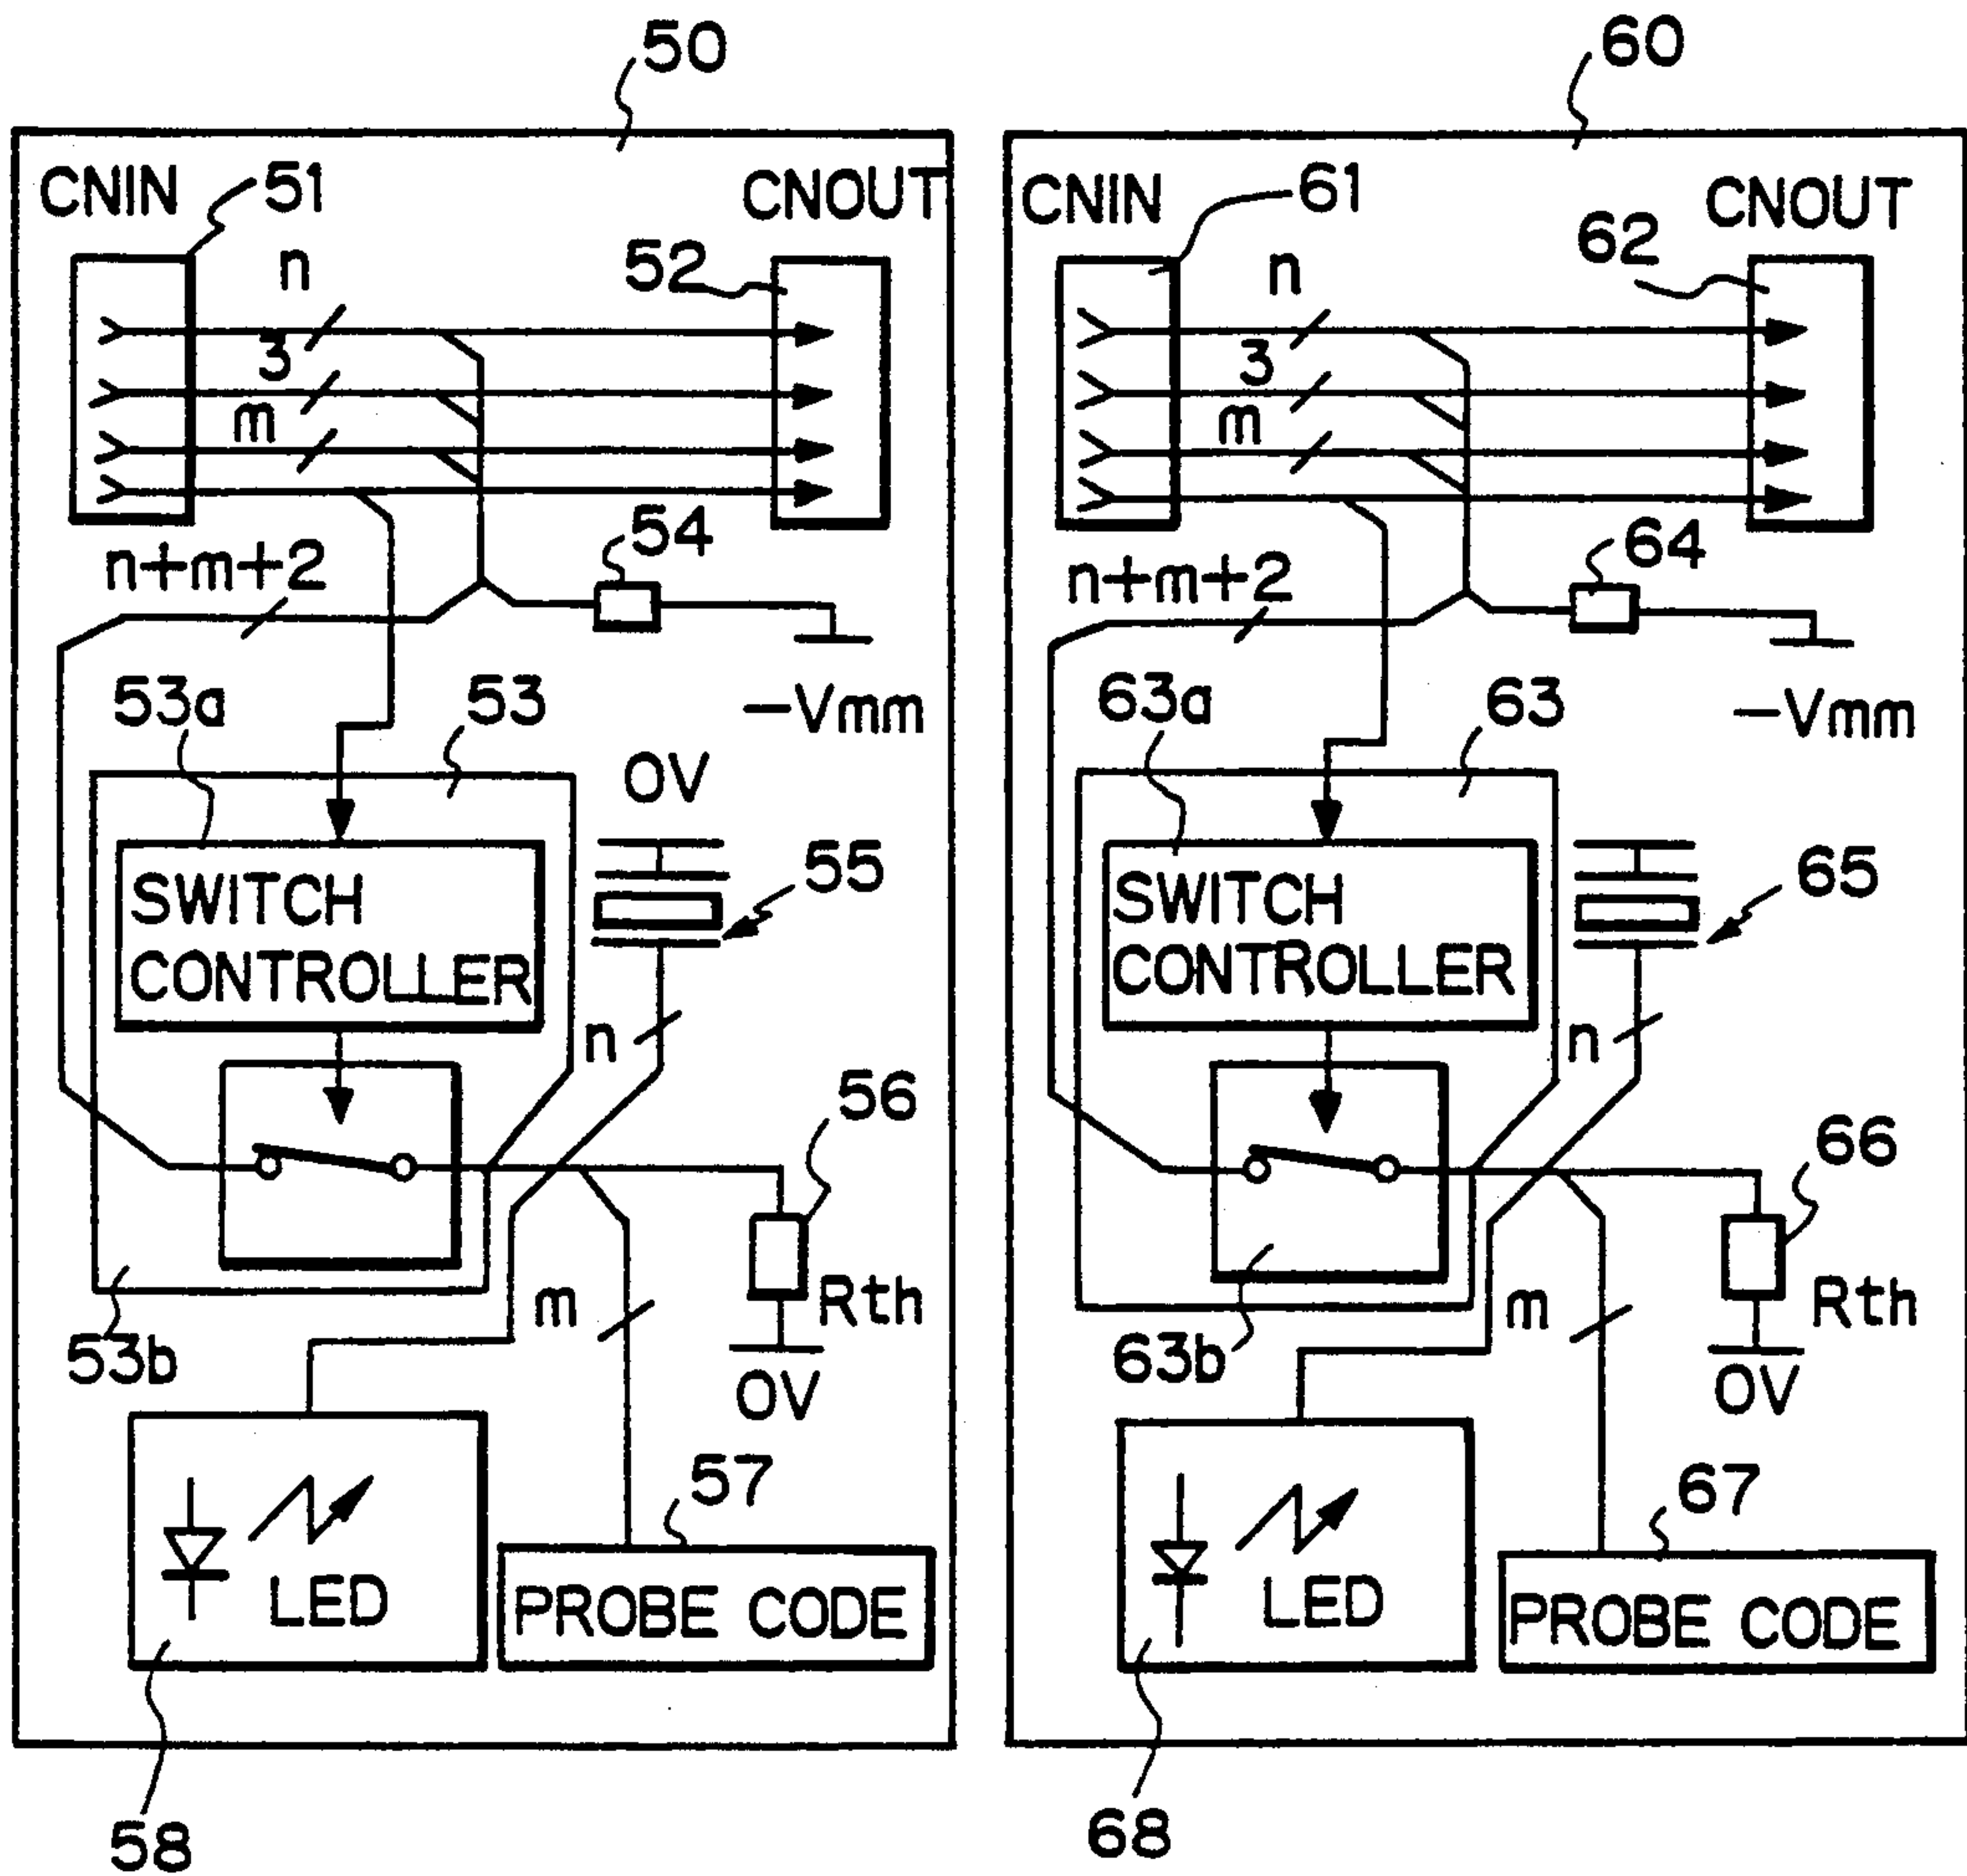 50
CNIN
51
CNOUT
n
52
3
m
n+m+2
54
53a
53
-Vmm
0V
SWITCH
CONTROLLER
55
n
56
m
Rth
53b
0V
57
LED
PROBE CODE
58
60
CNIN
61
CNOUT
n
62
3
m
n+m+2
64
63a
63
-Vmm
SWITCH
CONTROLLER
65
n
66
m
Rth
63b
0V
67
LED
PROBE CODE
68